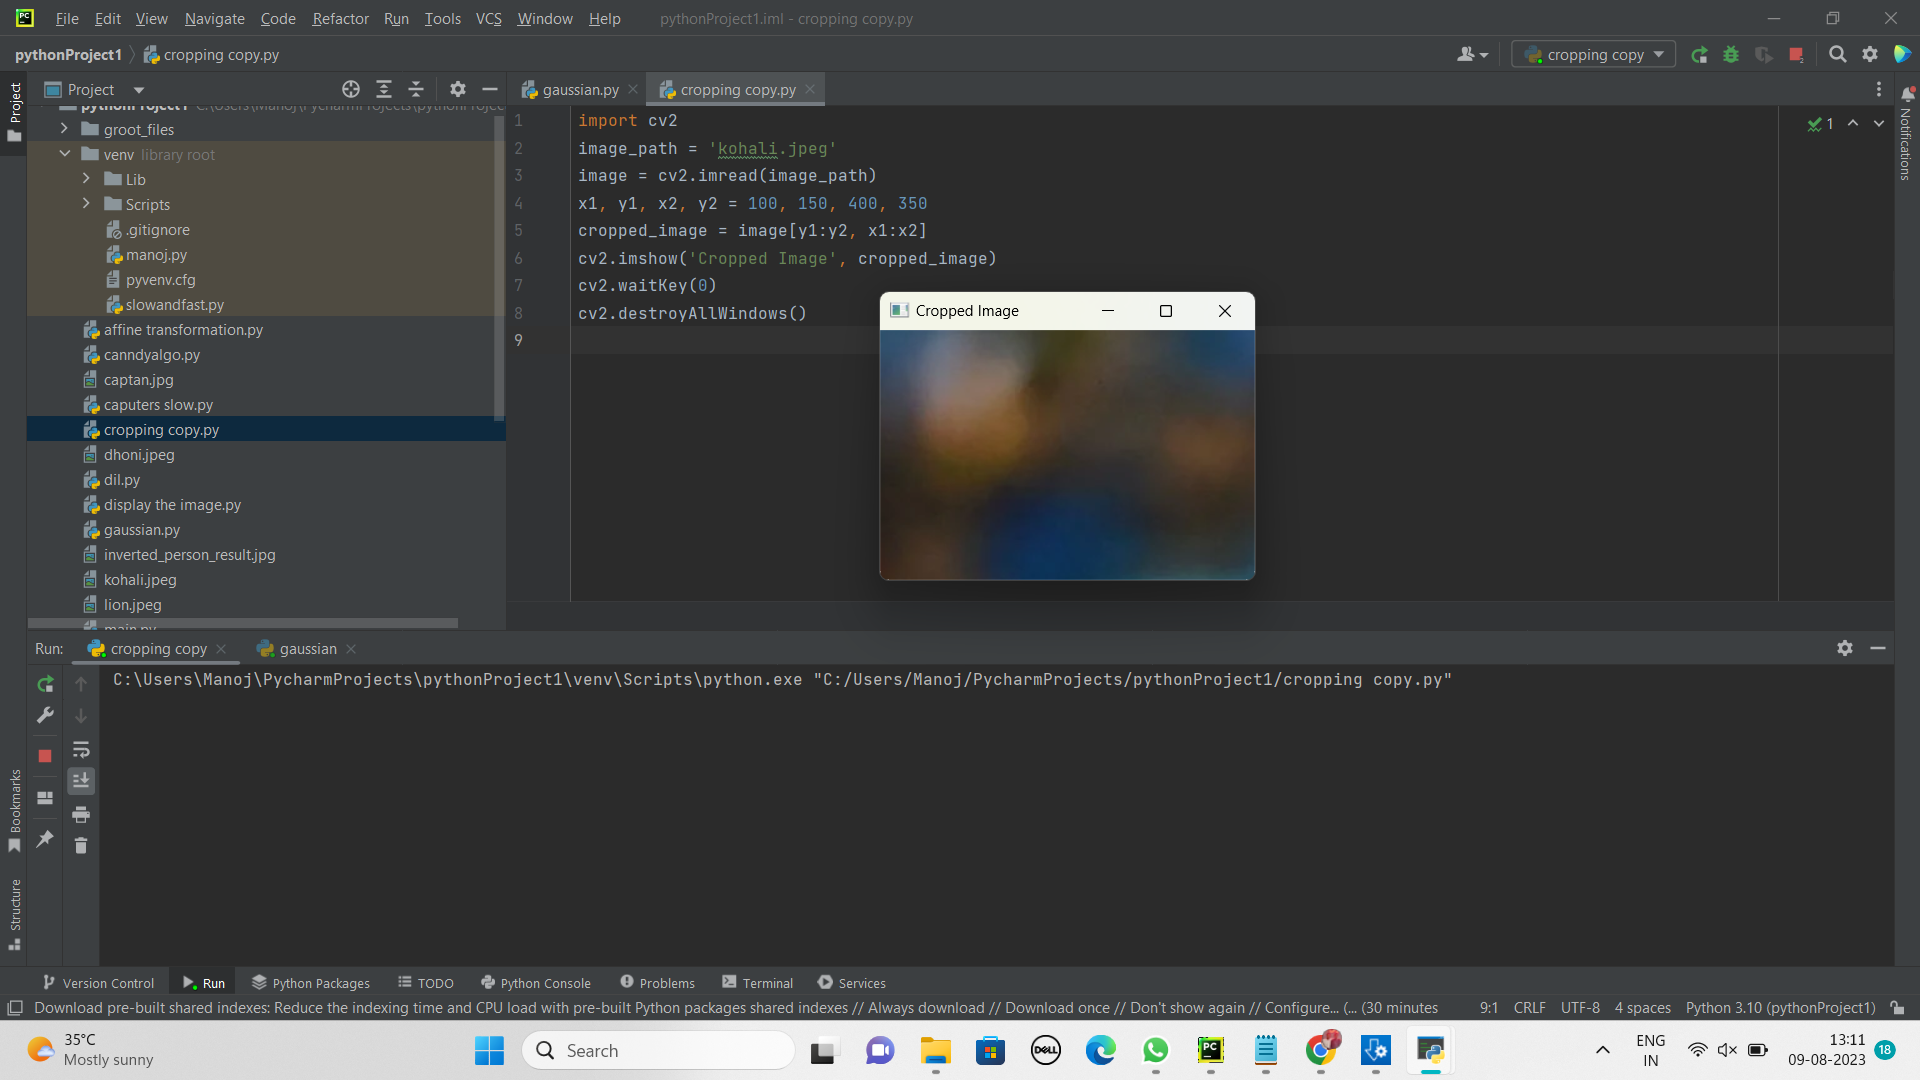 File Edit View Navigate Code Refactor Run Tools VCS Window Help pythonProject1.iml - cropping copy.py
pythonProject1 cropping copy.py cropping copy
Project
Project
gaussian.py cropping copy.py
Notifications
pythonProject1 C:\Users\Manoj\PycharmProjects\pythonProjec
groot_files
venv library root
Lib
Scripts
.gitignore
manoj.py
pyvenv.cfg
slowandfast.py
affine transformation.py
canndyalgo.py
captan.jpg
caputers slow.py
cropping copy.py
dhoni.jpeg
dil.py
display the image.py
gaussian.py
inverted_person_result.jpg
kohali.jpeg
lion.jpeg
main.py
1 import cv2
2 image_path = 'kohali.jpeg'
3 image = cv2.imread(image_path)
4 x1, y1, x2, y2 = 100, 150, 400, 350
5 cropped_image = image[y1:y2, x1:x2]
6 cv2.imshow('Cropped Image', cropped_image)
7 cv2.waitKey(0)
8 cv2.destroyAllWindows()
9
1
Cropped Image
Run: cropping copy gaussian
C:\Users\Manoj\PycharmProjects\pythonProject1\venv\Scripts\python.exe "C:/Users/Manoj/PycharmProjects/pythonProject1/cropping copy.py"
Bookmarks
Structure
Version Control Run Python Packages TODO Python Console Problems Terminal Services
Download pre-built shared indexes: Reduce the indexing time and CPU load with pre-built Python packages shared indexes // Always download // Download once // Don't show again // Configure... (... (30 minutes 9:1 CRLF UTF-8 4 spaces Python 3.10 (pythonProject1)
35°C
Mostly sunny
Search
DELL
PC
ENG
IN
13:11
09-08-2023
18